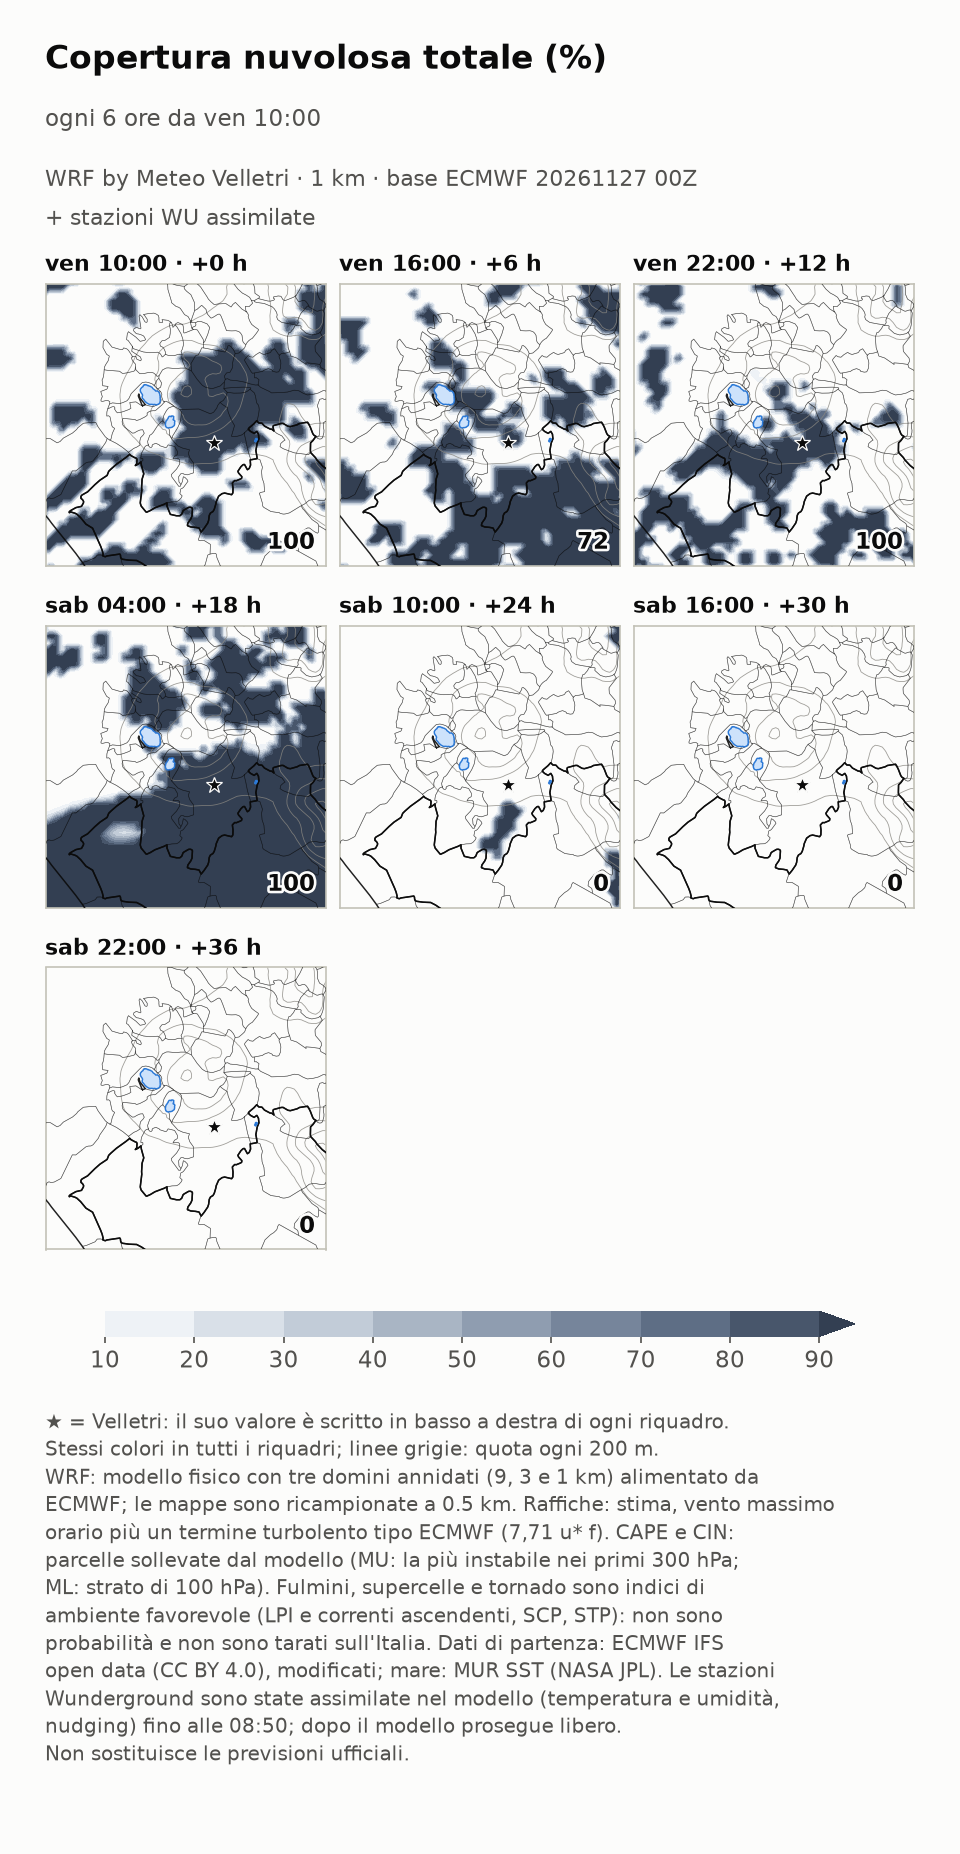 Copertura nuvolosa totale (%)
ogni 6 ore da ven 10:00
WRF by Meteo Velletri · 1 km · base ECMWF 20261127 00Z
+ stazioni WU assimilate
ven 10:00 · +0 h
100
ven 16:00 · +6 h
72
ven 22:00 · +12 h
100
sab 04:00 · +18 h
100
sab 10:00 · +24 h
0
sab 16:00 · +30 h
0
sab 22:00 · +36 h
0
10 20 30 40 50 60 70 80 90
★ = Velletri: il suo valore è scritto in basso a destra di ogni riquadro.
Stessi colori in tutti i riquadri; linee grigie: quota ogni 200 m.
WRF: modello fisico con tre domini annidati (9, 3 e 1 km) alimentato da
ECMWF; le mappe sono ricampionate a 0.5 km. Raffiche: stima, vento massimo
orario più un termine turbolento tipo ECMWF (7,71 u* f). CAPE e CIN:
parcelle sollevate dal modello (MU: la più instabile nei primi 300 hPa;
ML: strato di 100 hPa). Fulmini, supercelle e tornado sono indici di
ambiente favorevole (LPI e correnti ascendenti, SCP, STP): non sono
probabilità e non sono tarati sull'Italia. Dati di partenza: ECMWF IFS
open data (CC BY 4.0), modificati; mare: MUR SST (NASA JPL). Le stazioni
Wunderground sono state assimilate nel modello (temperatura e umidità,
nudging) fino alle 08:50; dopo il modello prosegue libero.
Non sostituisce le previsioni ufficiali.